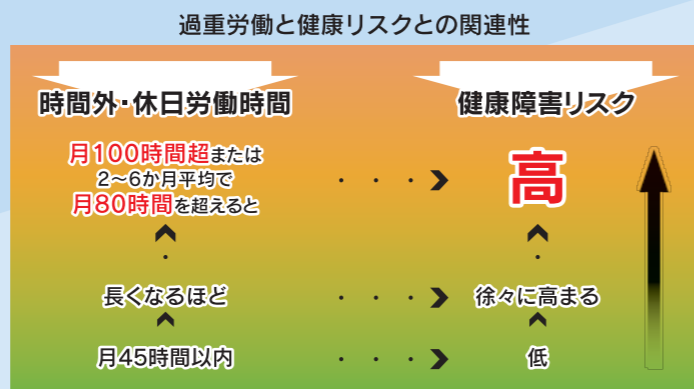 過重労働と健康リスクとの関連性
時間外・休日労働時間
健康障害リスク
月100時間超または
2〜6か月平均で
月80時間を超えると
高
長くなるほど
徐々に高まる
月45時間以内
低